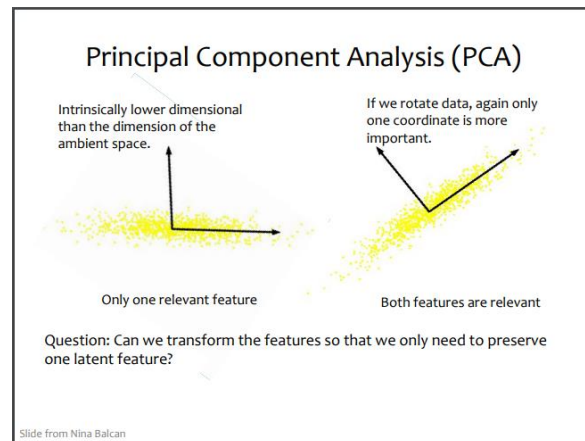 Principal Component Analysis (PCA)
Intrinsically lower dimensional
than the dimension of the
ambient space.
If we rotate data, again only
one coordinate is more
important.
Only one relevant feature
Both features are relevant
Question: Can we transform the features so that we only need to preserve
one latent feature?
Slide from Nina Balcan